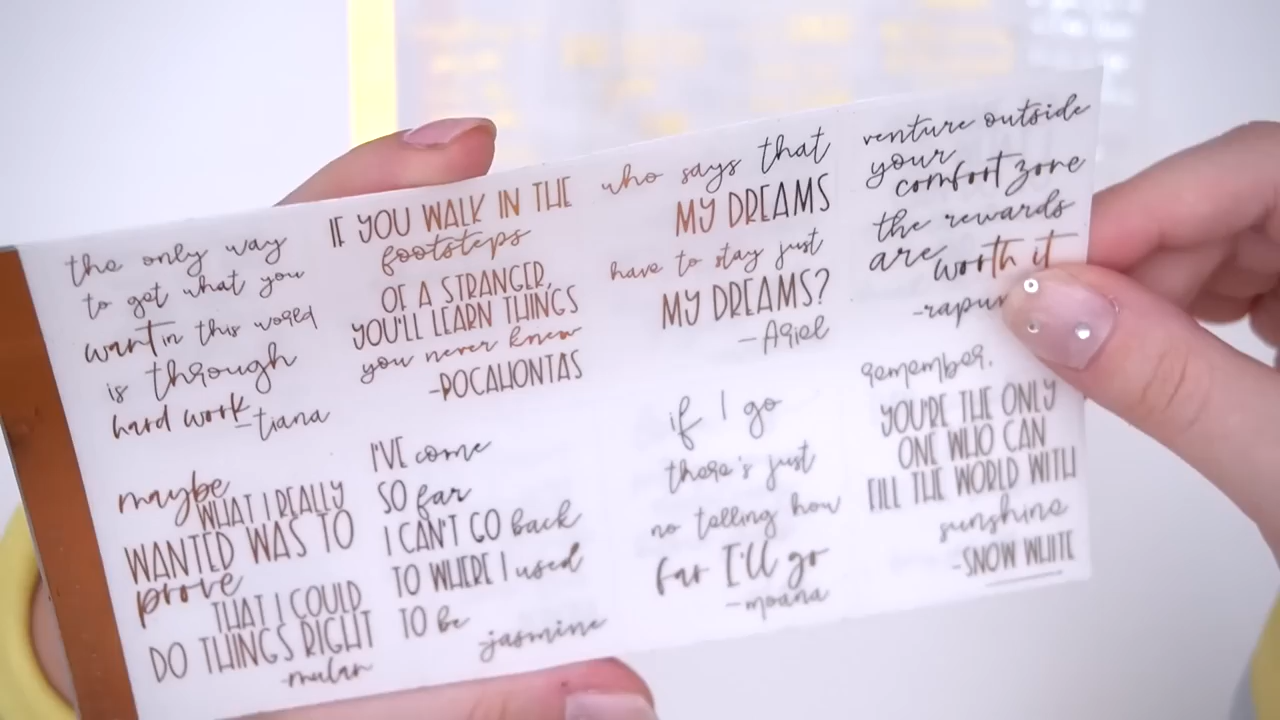 the only way
to get what you
want in this world
is through
hard work
-tiana
IF YOU WALK IN THE
footsteps
OF A STRANGER,
YOU'LL LEARN THINGS
you never knew
-POCAHONTAS
who says that
MY DREAMS
have to stay just
MY DREAMS?
-Ariel
venture outside
your
comfort zone
the rewards
are worth it
maybe
WHAT I REALLY
WANTED WAS TO
prove
THAT I COULD
DO THINGS RIGHT
-mulan
I'VE come
SO far
I CAN'T GO back
TO WHERE I used
TO be
-jasmine
if I go
there's just
no telling how
far I'll go
-moana
remember,
YOU'RE THE ONLY
ONE WHO CAN
FILL THE WORLD WITH
sunshine
-SNOW WHITE